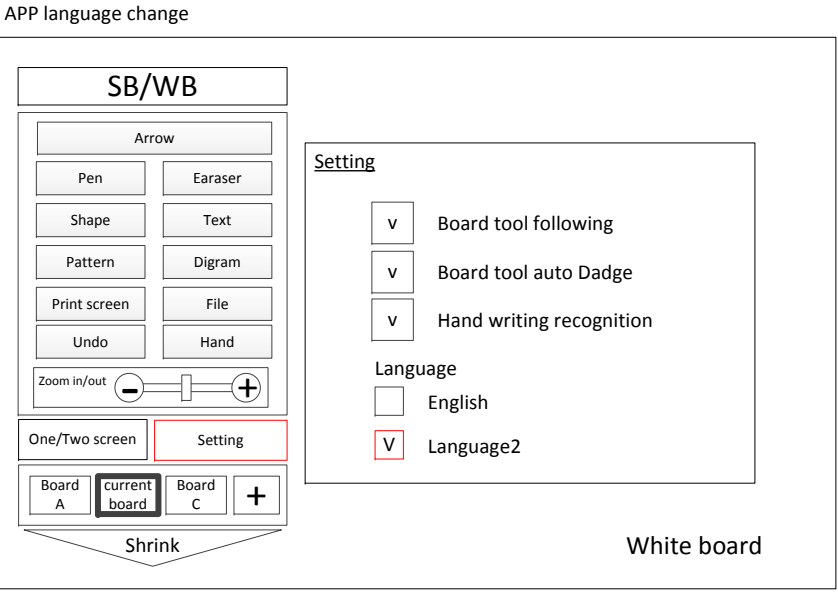 APP language change
SB/WB
Arrow
Pen
Earaser
Shape
Text
Pattern
Digram
Print screen
File
Undo
Hand
Zoom in/out
One/Two screen
Setting
Board
A
current
board
Board
C
+
Shrink
Setting
v Board tool following
v Board tool auto Dadge
v Hand writing recognition
Language
English
V Language2
White board